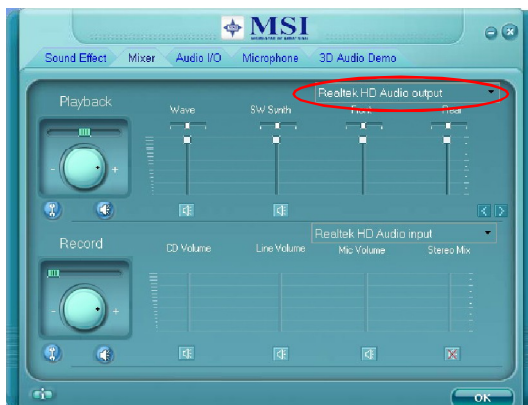 MSI
Sound Effect Mixer Audio I/O Microphone 3D Audio Demo
Realtek HD Audio output
Playback
Wave SW Synth Front Rear
- +
Realtek HD Audio input
Record
CD Volume Line Volume Mic Volume Stereo Mix
- +
OK